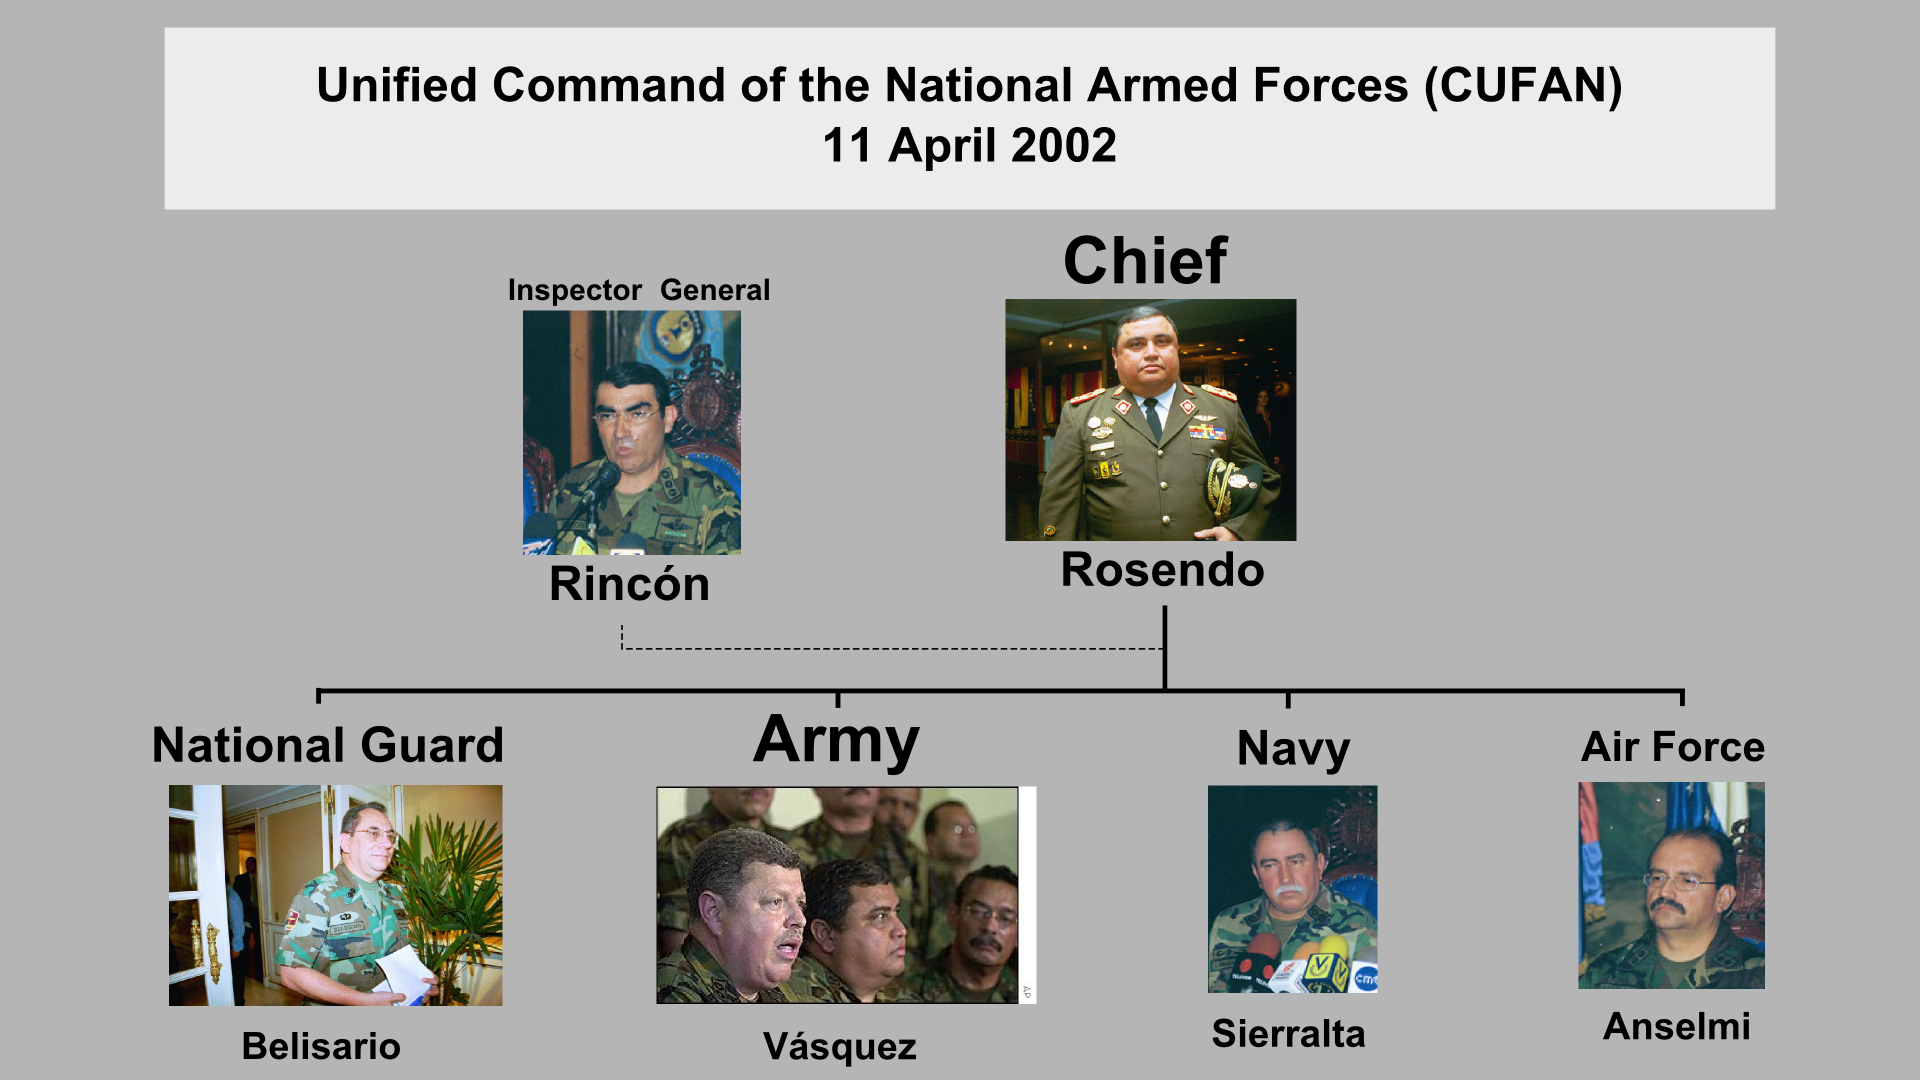 Unified Command of the National Armed Forces (CUFAN)
11 April 2002
Chief
Inspector General
Rincón
Rosendo
National Guard
Army
Navy
Air Force
AP
Belisario
Vásquez
Sierralta
Anselmi